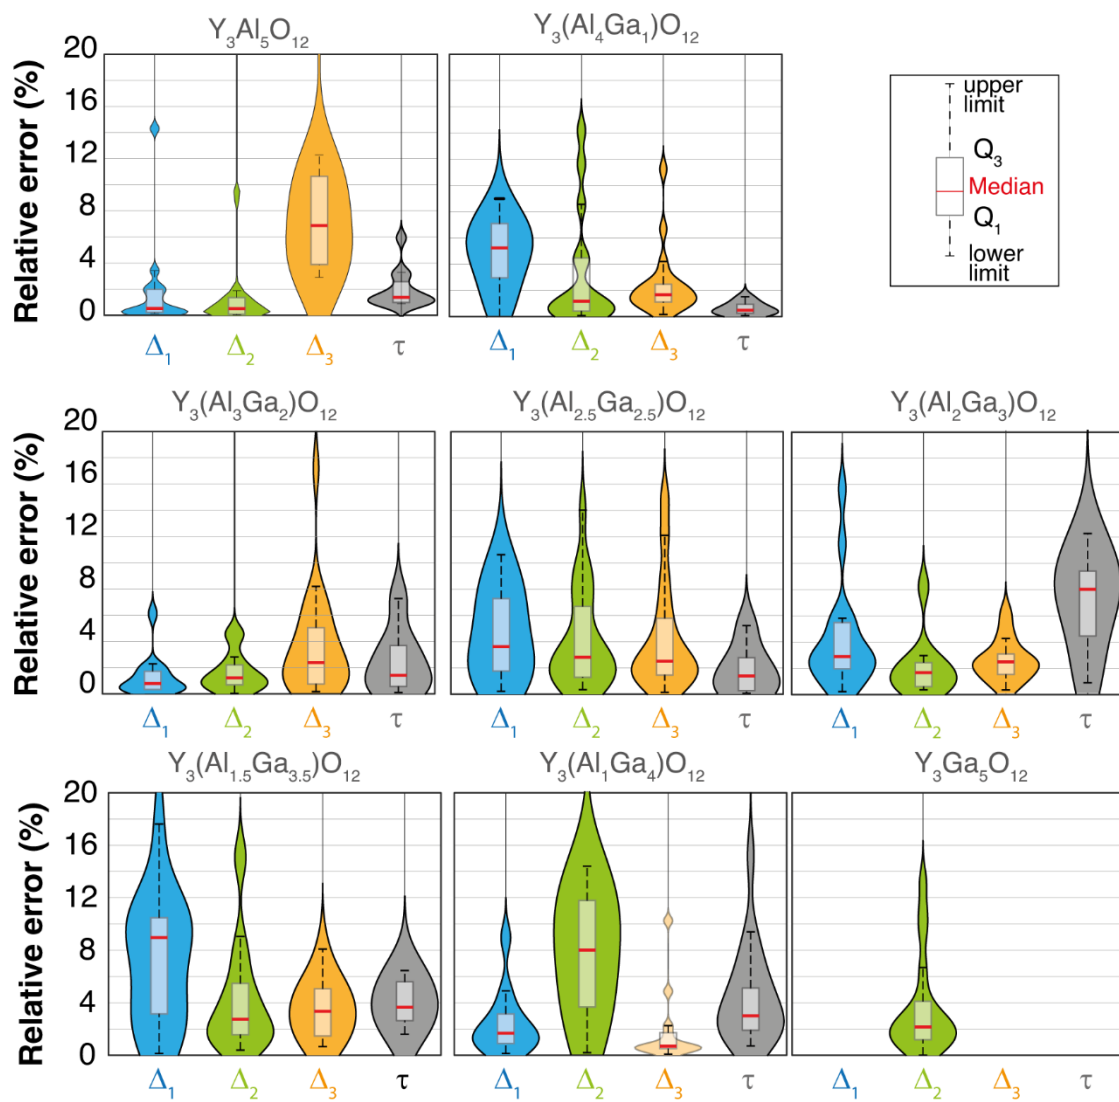 Y₃Al₅O₁₂ Y₃(Al₄Ga₁)O₁₂
Relative error (%)
20
16
12
8
4
0
Δ₁ Δ₂ Δ₃ τ Δ₁ Δ₂ Δ₃ τ
upper
limit
Q₃
Median
Q₁
lower
limit
Y₃(Al₃Ga₂)O₁₂ Y₃(Al₂.₅Ga₂.₅)O₁₂ Y₃(Al₂Ga₃)O₁₂
Relative error (%)
20
16
12
8
4
0
Δ₁ Δ₂ Δ₃ τ Δ₁ Δ₂ Δ₃ τ Δ₁ Δ₂ Δ₃ τ
Y₃(Al₁.₅Ga₃.₅)O₁₂ Y₃(Al₁Ga₄)O₁₂ Y₃Ga₅O₁₂
Relative error (%)
20
16
12
8
4
0
Δ₁ Δ₂ Δ₃ τ Δ₁ Δ₂ Δ₃ τ Δ₁ Δ₂ Δ₃ τ